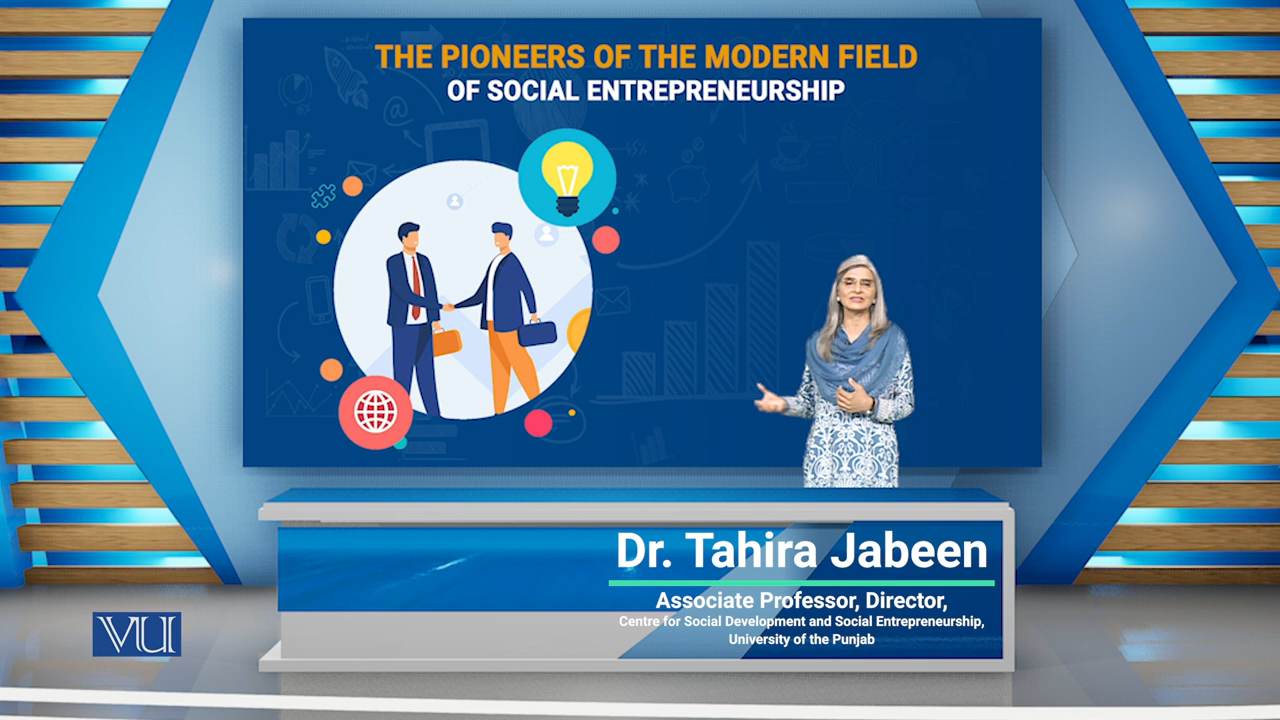 THE PIONEERS OF THE MODERN FIELD
OF SOCIAL ENTREPRENEURSHIP
Dr. Tahira Jabeen
Associate Professor, Director,
Centre for Social Development and Social Entrepreneurship,
University of the Punjab
VU